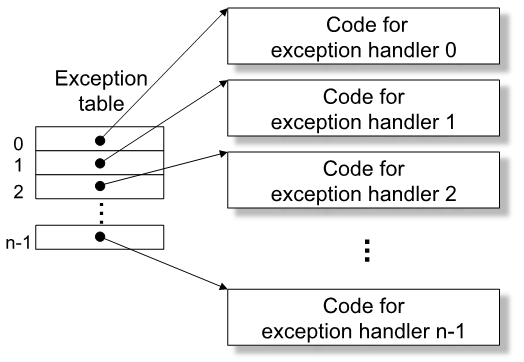 Code for
exception handler 0
Exception
table
Code for
exception handler 1
0
1
2
Code for
exception handler 2
n-1
Code for
exception handler n-1